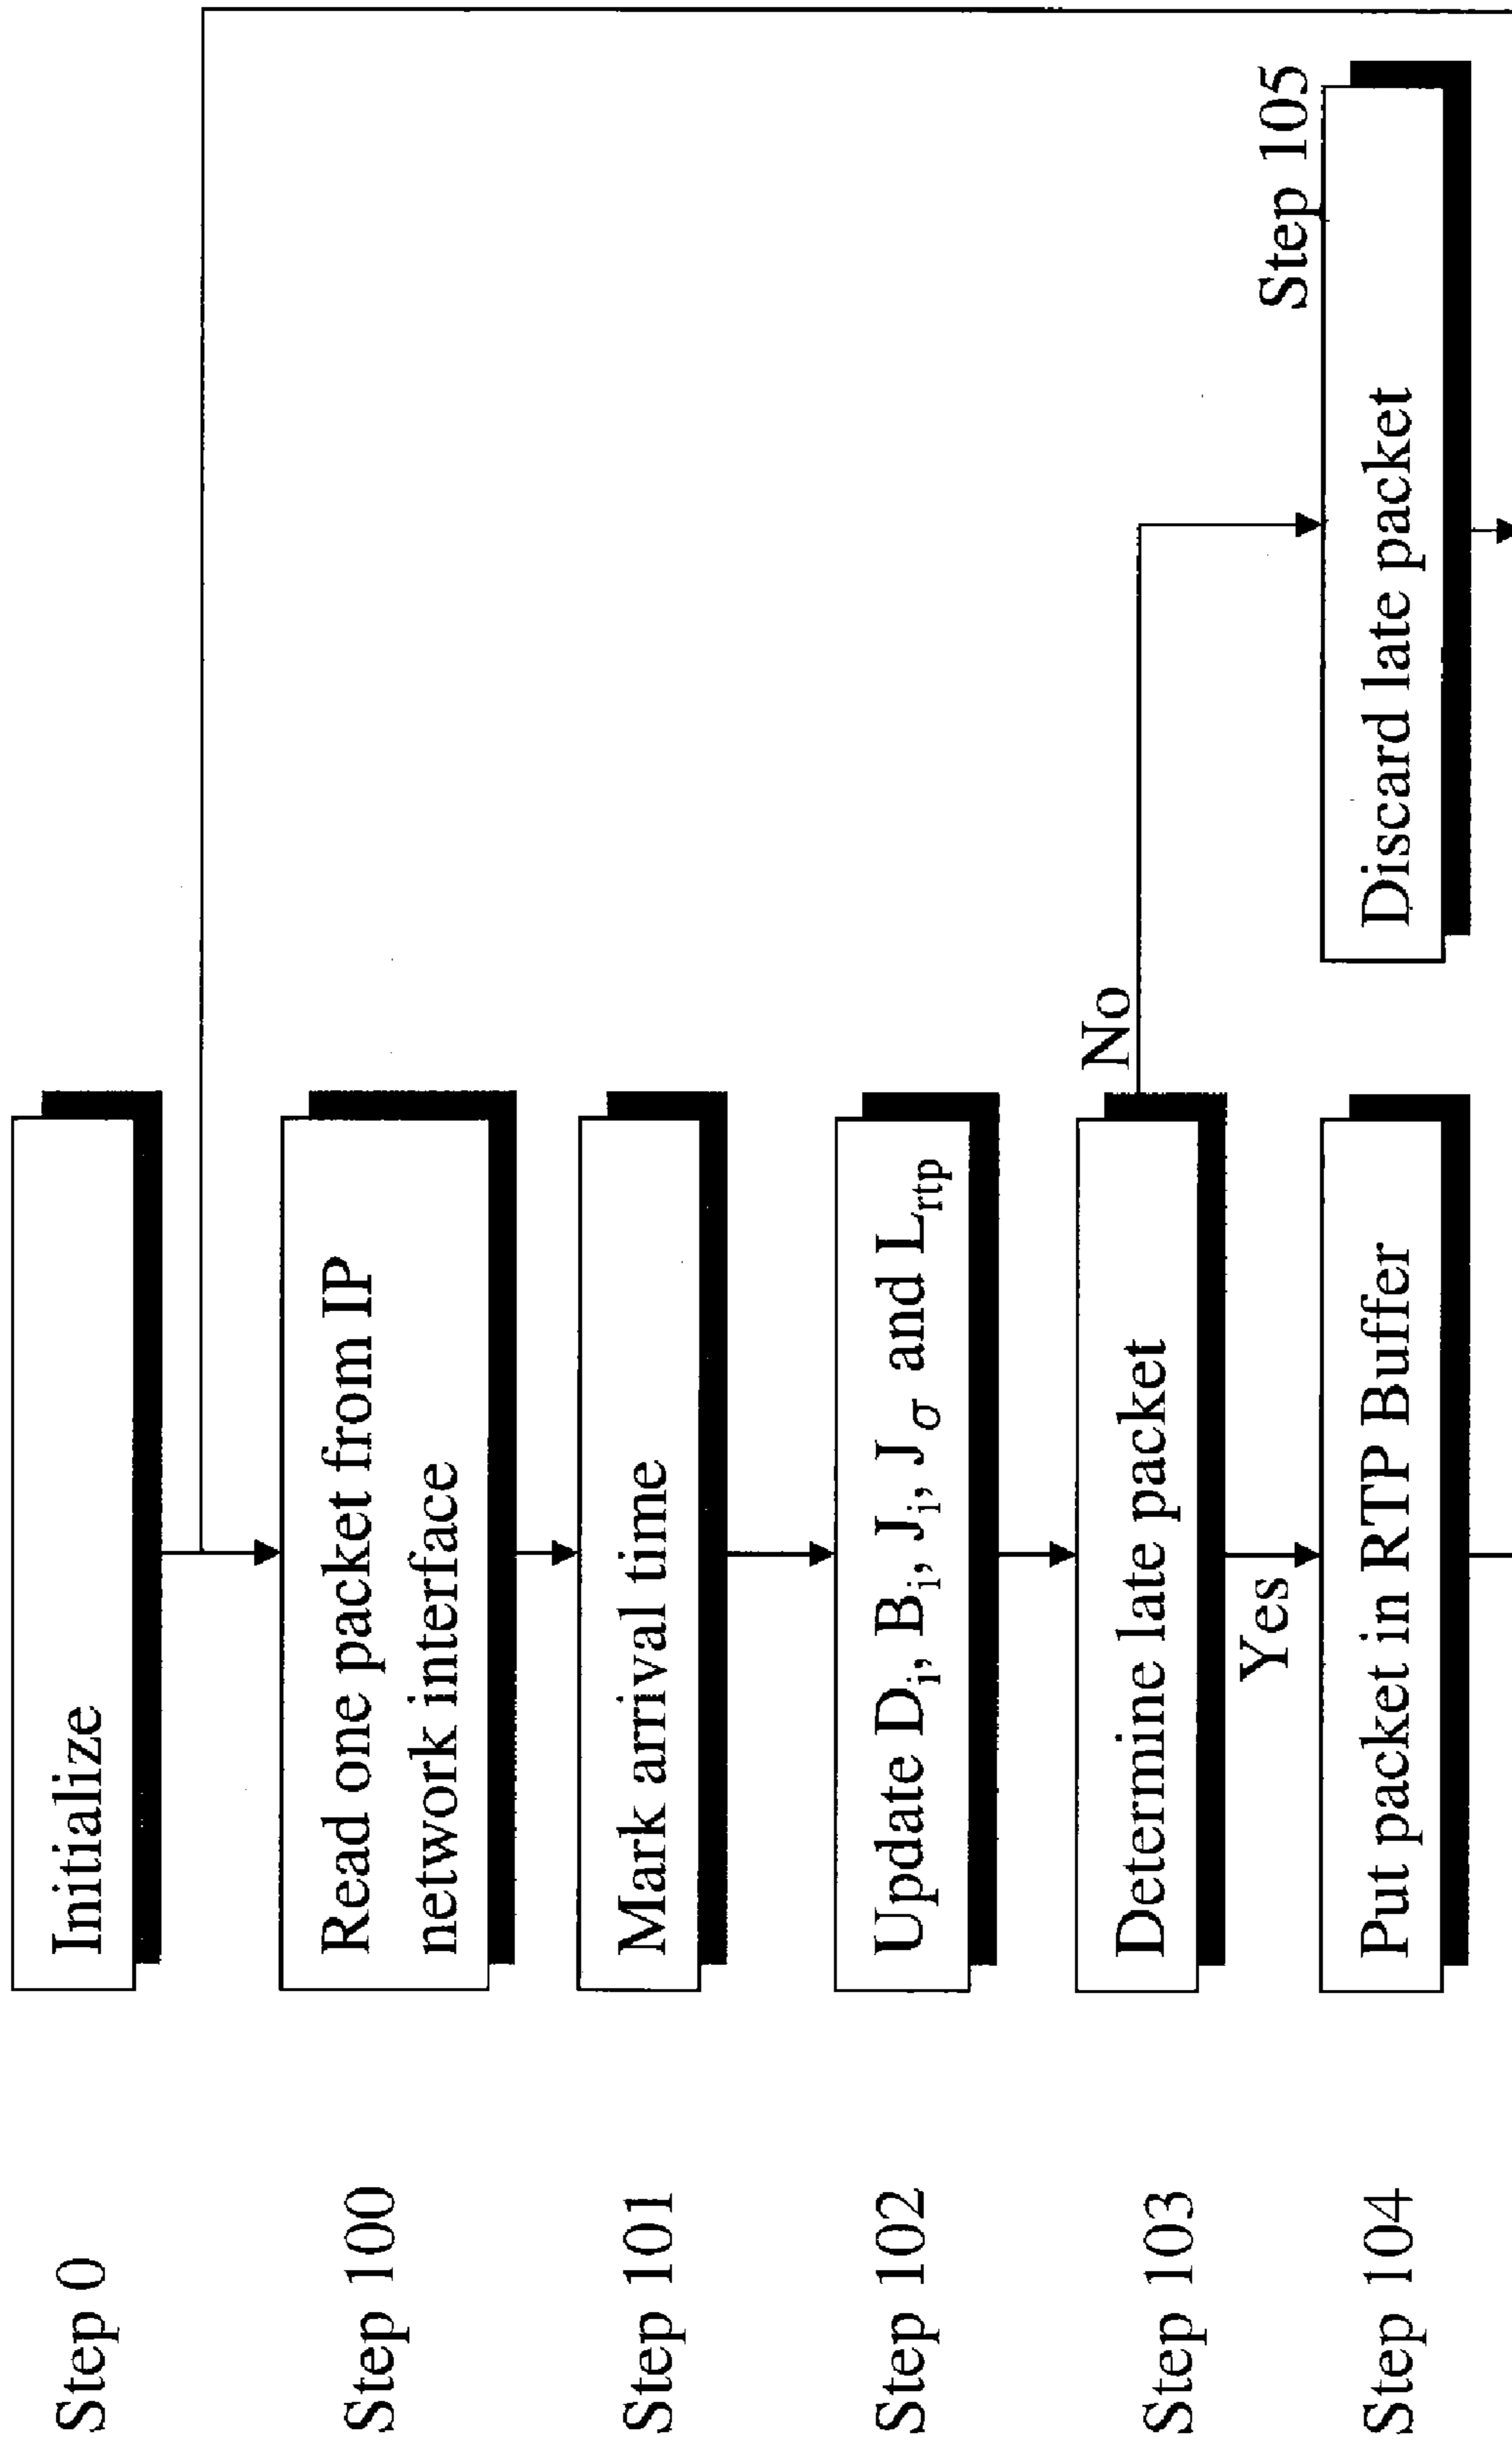 Step 0
Initialize
Step 100
Read one packet from IP
network interface
Step 101
Mark arrival time
Step 102
Update Dᵢ, Bᵢ, Jᵢ, J σ and Lᵣₜₚ
Step 103
Determine late packet
No
Yes
Step 104
Put packet in RTP Buffer
Step 105
Discard late packet